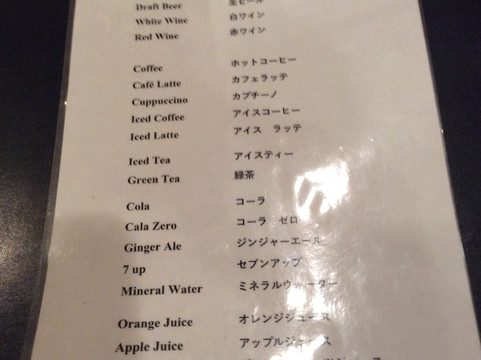 Draft Beer 生ビール
White Wine 白ワイン
Red Wine 赤ワイン
Coffee ホットコーヒー
Café Latte カフェラッテ
Cuppuccino カプチーノ
Iced Coffee アイスコーヒー
Iced Latte アイス ラッテ
Iced Tea アイスティー
Green Tea 緑茶
Cola コーラ
Cala Zero コーラ ゼロ
Ginger Ale ジンジャーエール
7 up セブンアップ
Mineral Water ミネラルウォーター
Orange Juice オレンジジュース
Apple Juice アップルジュース